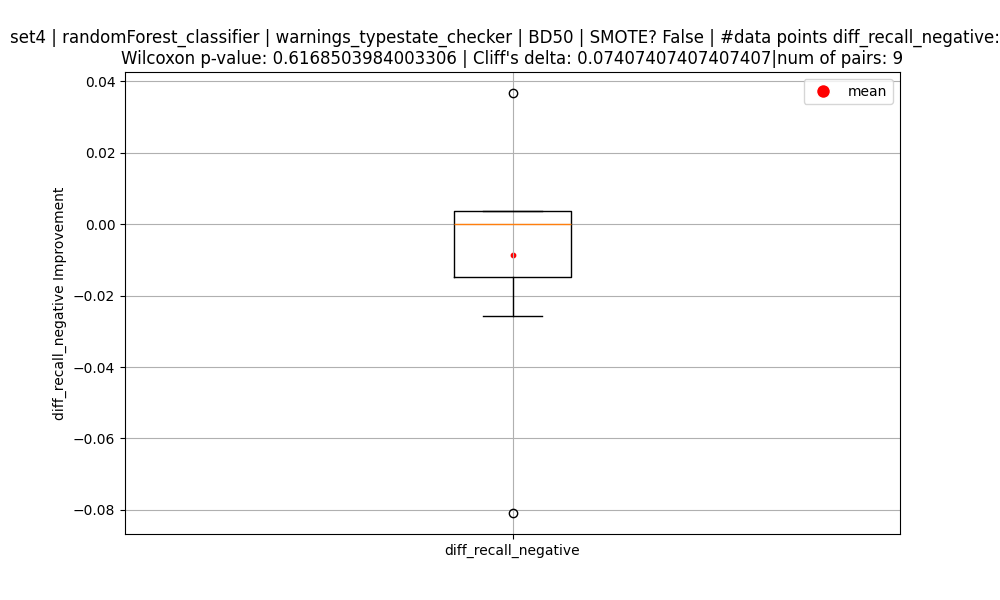 set4 | randomForest_classifier | warnings_typestate_checker | BD50 | SMOTE? False | #data points diff_recall_negative:
Wilcoxon p-value: 0.6168503984003306 | Cliff's delta: 0.07407407407407407|num of pairs: 9
mean
0.04
0.02
0.00
−0.02
−0.04
−0.06
−0.08
diff_recall_negative Improvement
diff_recall_negative